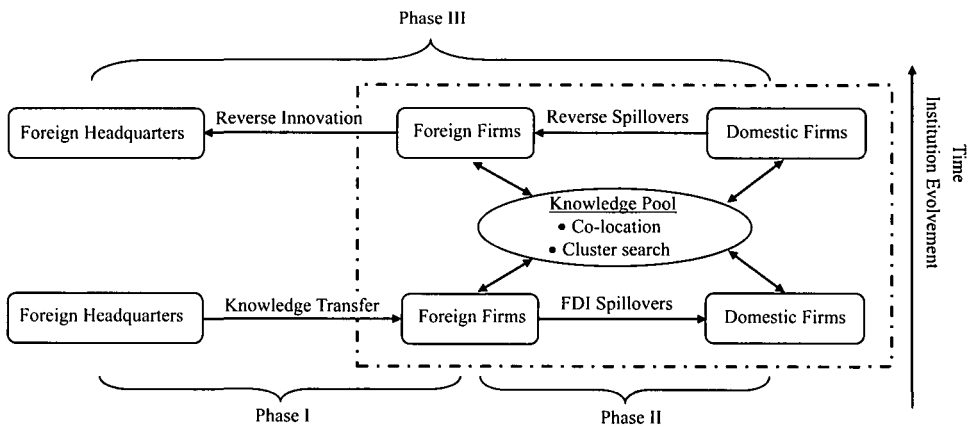 Phase III
Foreign Headquarters
Reverse Innovation
Foreign Firms
Reverse Spillovers
Domestic Firms
Knowledge Pool
• Co-location
• Cluster search
Foreign Headquarters
Knowledge Transfer
Foreign Firms
FDI Spillovers
Domestic Firms
Phase I
Phase II
Time
Institution Evolvement